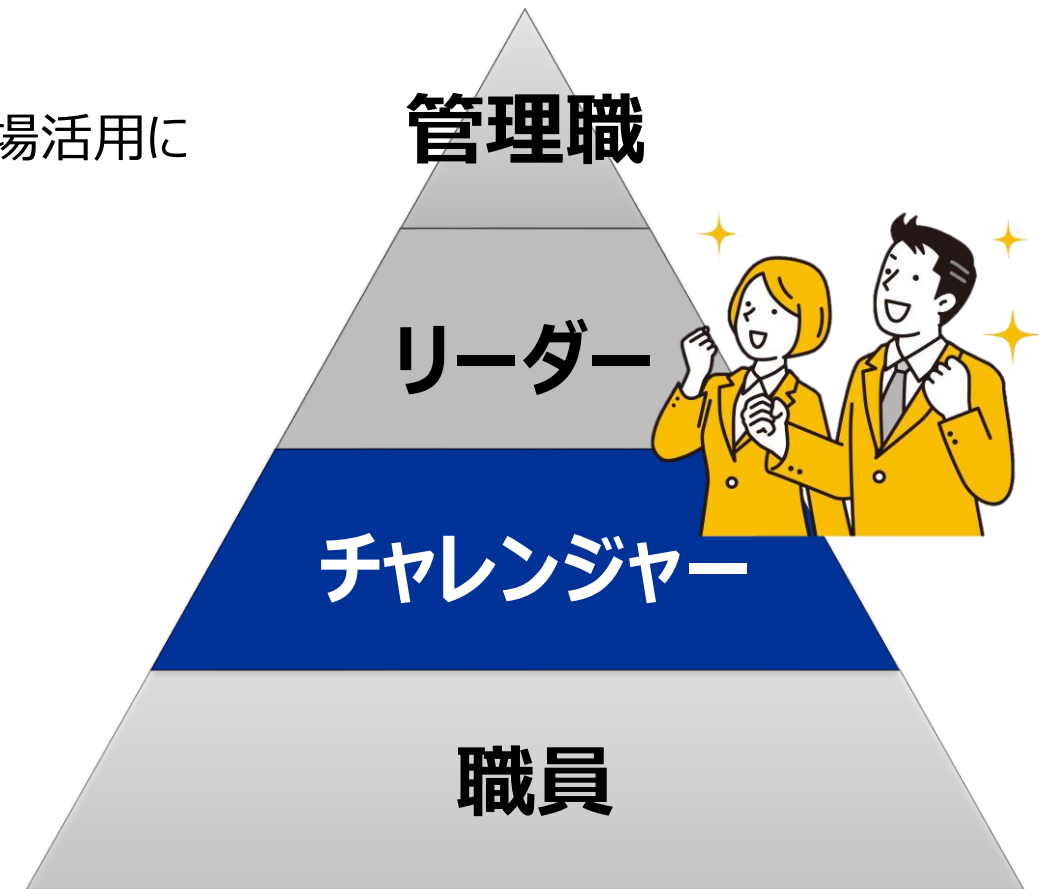 管理職
場活用に
リーダー
チャレンジャー
職員